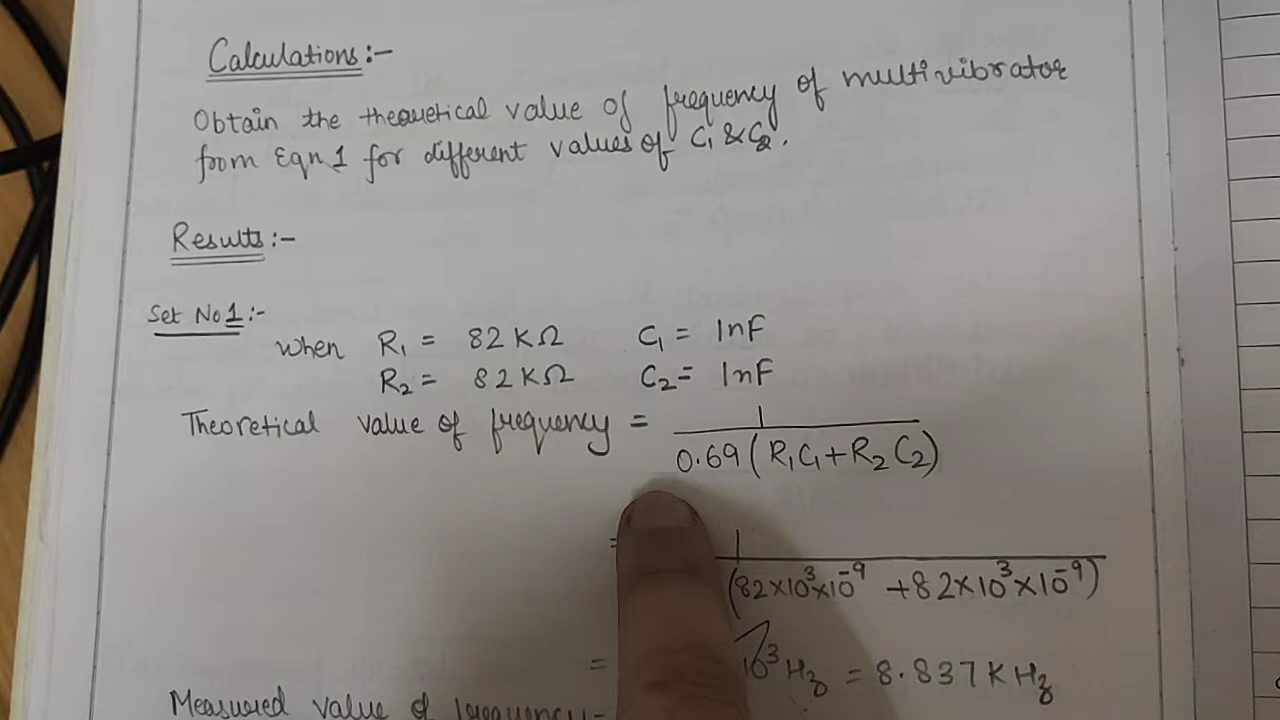 Calculations:-
Obtain the theoretical value of frequency of multivibrator
from Eqn 1 for different values of C₁ & C₂.
Results:-
Set No 1:-
when R₁ = 82 KΩ C₁ = 1nF
R₂ = 82 KΩ C₂ = 1nF
Theoretical value of frequency = 1 / 0.69 (R₁C₁+R₂C₂)
= 1 / (82×10³×10⁻⁹ +82×10³×10⁻⁹)
= 10³ Hz = 8.837 K Hz
Measured value of frequency:-